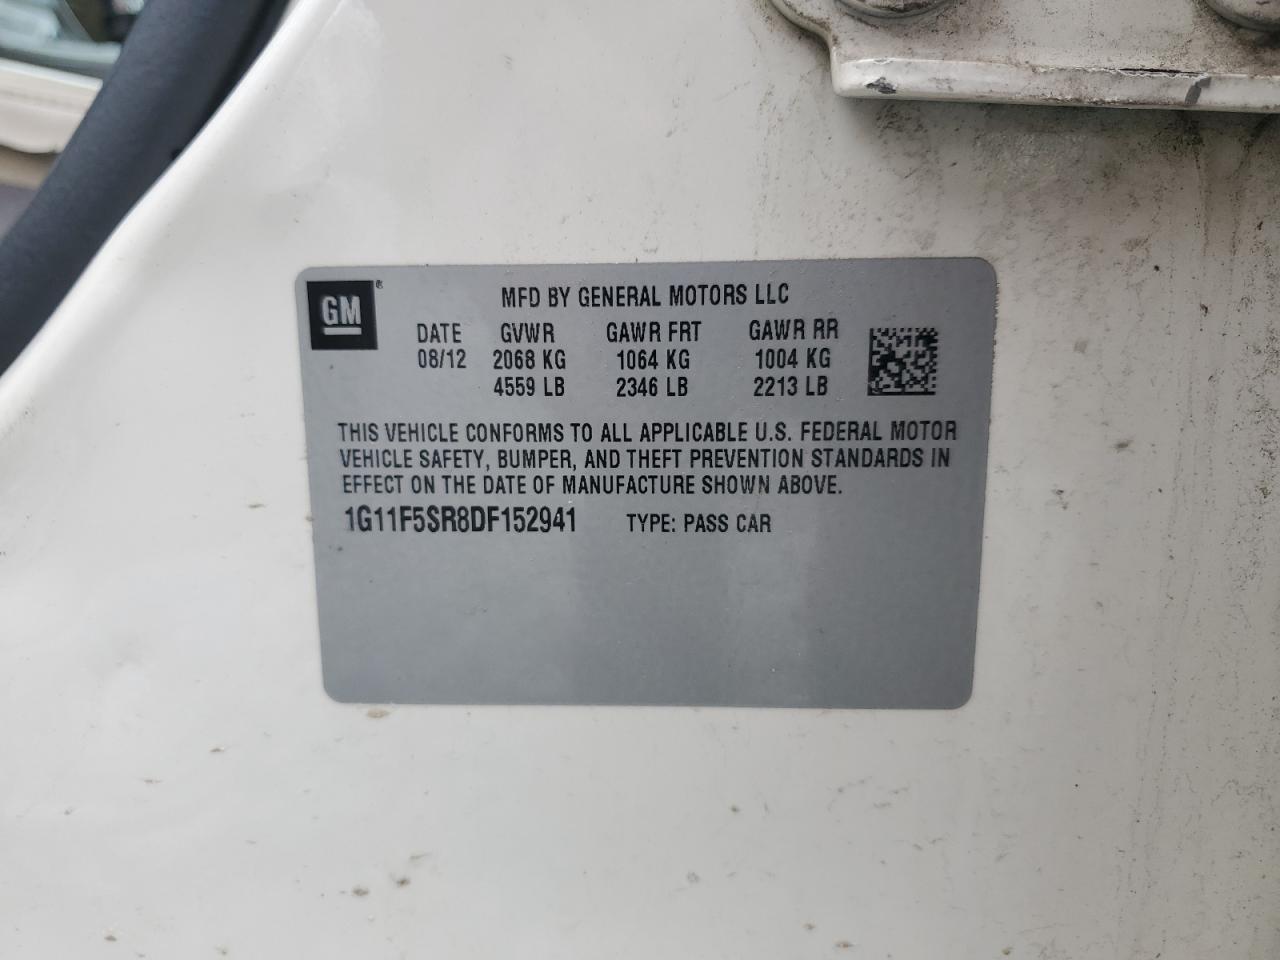 GM®
MFD BY GENERAL MOTORS LLC
DATE GVWR GAWR FRT GAWR RR
08/12 2068 KG 1064 KG 1004 KG
4559 LB 2346 LB 2213 LB
THIS VEHICLE CONFORMS TO ALL APPLICABLE U.S. FEDERAL MOTOR
VEHICLE SAFETY, BUMPER, AND THEFT PREVENTION STANDARDS IN
EFFECT ON THE DATE OF MANUFACTURE SHOWN ABOVE.
1G11F5SR8DF152941 TYPE: PASS CAR